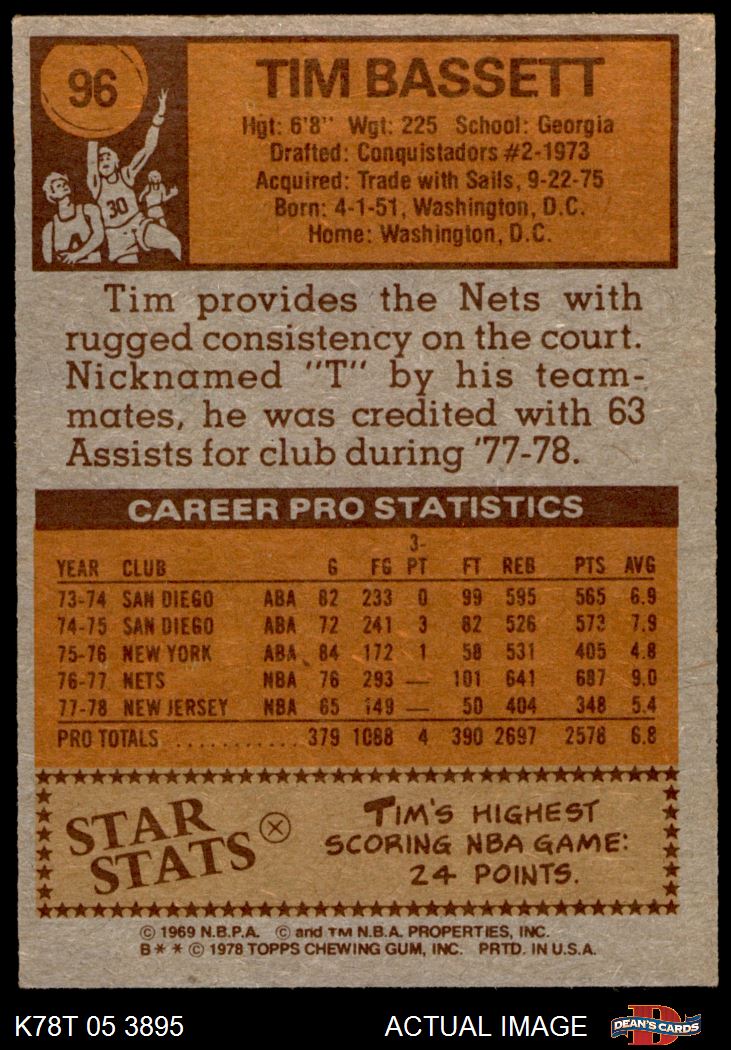 96
30
TIM BASSETT
Hgt: 6'8" Wgt: 225 School: Georgia
Drafted: Conquistadors #2-1973
Acquired: Trade with Sails, 9-22-75
Born: 4-1-51, Washington, D.C.
Home: Washington, D.C.
Tim provides the Nets with
rugged consistency on the court.
Nicknamed "T" by his team-
mates, he was credited with 63
Assists for club during '77-78.
CAREER PRO STATISTICS
YEAR CLUB G FG 3-PT FT REB PTS AVG
73-74 SAN DIEGO ABA 82 233 0 99 595 565 6.9
74-75 SAN DIEGO ABA 72 241 3 82 526 573 7.9
75-76 NEW YORK ABA 84 172 1 58 531 405 4.8
76-77 NETS NBA 76 293 — 101 641 687 9.0
77-78 NEW JERSEY NBA 65 149 — 50 404 348 5.4
PRO TOTALS ........... 379 1088 4 390 2697 2578 6.8
STAR
STATS
TIM'S HIGHEST
SCORING NBA GAME:
24 POINTS.
© 1969 N.B.P.A. © and TM N.B.A. PROPERTIES, INC.
B * * © 1978 TOPPS CHEWING GUM, INC. PRTD. IN U.S.A.
K78T 05 3895 ACTUAL IMAGE DEAN'S CARDS